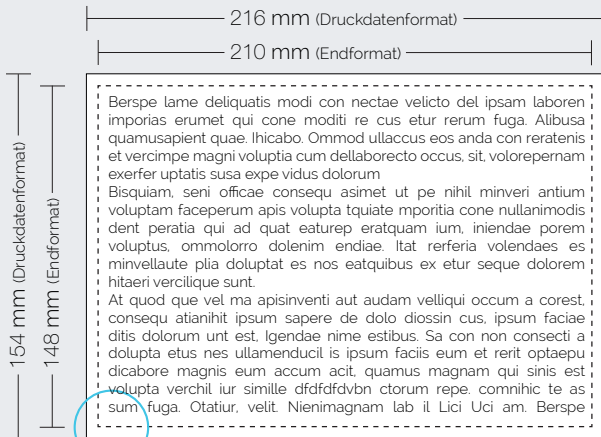 216 mm (Druckdatenformat)
210 mm (Endformat)
154 mm (Druckdatenformat)
148 mm (Endformat)
Berspe lame deliquatis modi con nectae velicto del ipsam laboren
imporias erumet qui cone moditi re cus etur rerum fuga. Alibusa
quamusapient quae. Ihicabo. Ommod ullaccus eos anda con reratenis
et vercimpe magni voluptia cum dellaborecto occus, sit, volorepernam
exerfer uptatis susa expe vidus dolorum
Bisquiam, seni officae consequ asimet ut pe nihil minveri antium
voluptam faceperum apis volupta tquiate mporitia cone nullanimodis
dent peratia qui ad quat eaturep eratquam ium, iniendae porem
voluptus, ommolorro dolenim endiae. Itat rerferia volendaes es
minvellaute plia doluptat es nos eatquibus ex etur seque dolorem
hitaeri vercilique sunt.
At quod que vel ma apisinventi aut audam velliqui occum a corest,
consequ atianihit ipsum sapere de dolo diossin cus, ipsum faciae
ditis dolorum unt est, Igendae nime estibus. Sa con non consecti a
dolupta etus nes ullamenducil is ipsum faciis eum et rerit optaepu
dicabore magnis eum accum acit, quamus magnam qui sinis est
volupta verchil iur simille dfdfdfdvbn ctorum repe. comnihic te as
sum fuga. Otatiur, velit. Nienimagnam lab il Lici Uci am. Berspe